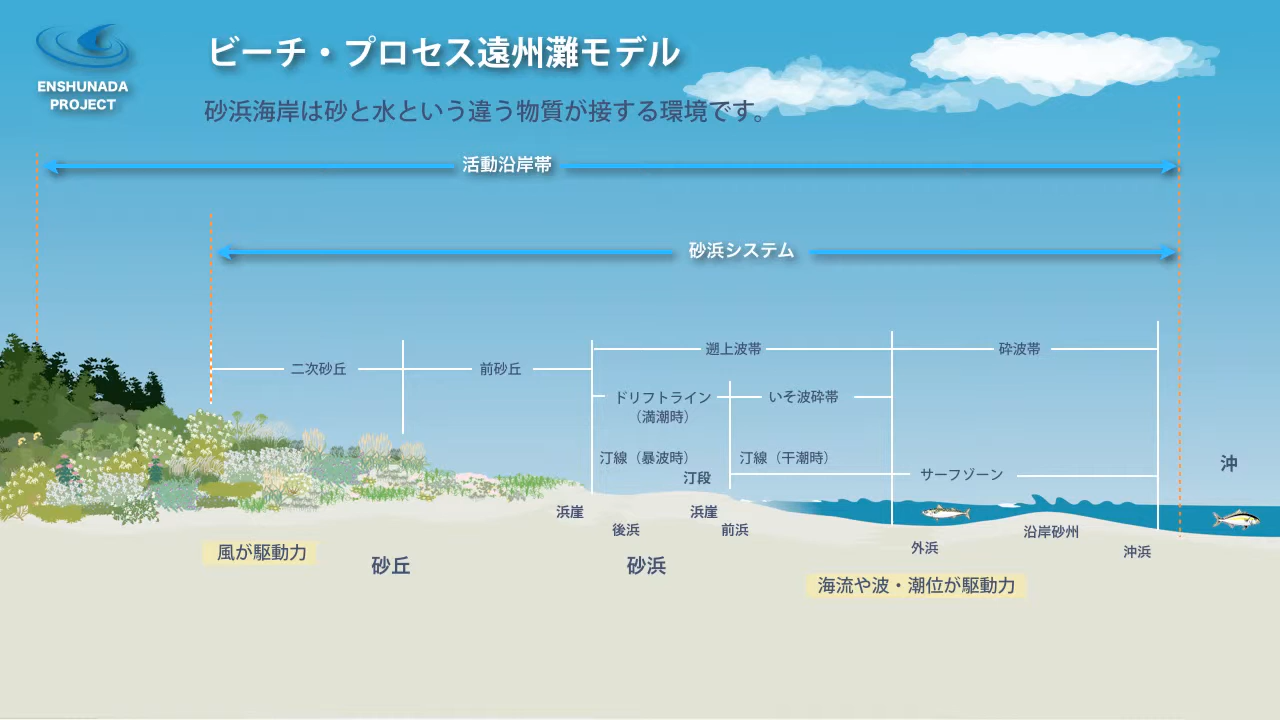 ENSHUNADA
PROJECT
ビーチ・プロセス遠州灘モデル
砂浜海岸は砂と水という違う物質が接する環境です。
活動沿岸帯
砂浜システム
二次砂丘
前砂丘
遡上波帯
砕波帯
ドリフトライン
（満潮時）
いそ波砕帯
汀線（暴波時）
汀段
汀線（干潮時）
サーフゾーン
沖
浜崖
後浜
浜崖
前浜
沿岸砂州
外浜
沖浜
風が駆動力
砂丘
砂浜
海流や波・潮位が駆動力